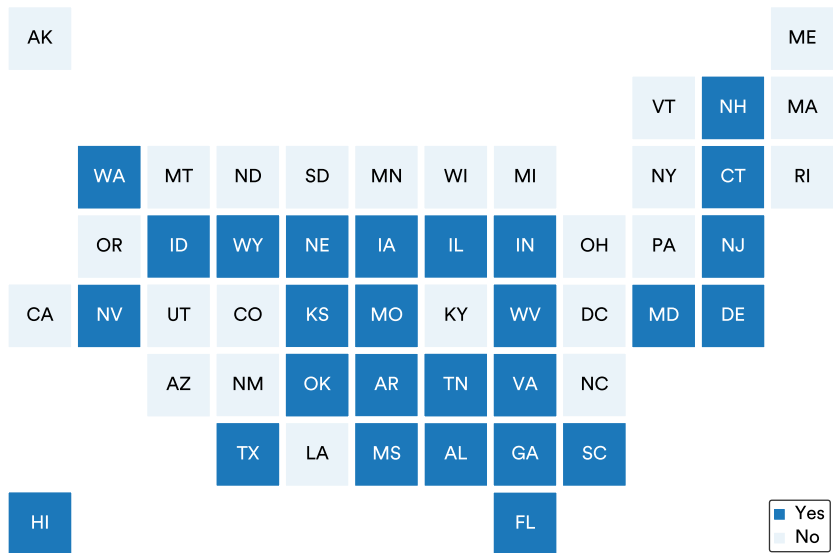 AK ME
VT NH MA
WA MT ND SD MN WI MI NY CT RI
OR ID WY NE IA IL IN OH PA NJ
CA NV UT CO KS MO KY WV DC MD DE
AZ NM OK AR TN VA NC
TX LA MS AL GA SC
HI FL
Yes
No